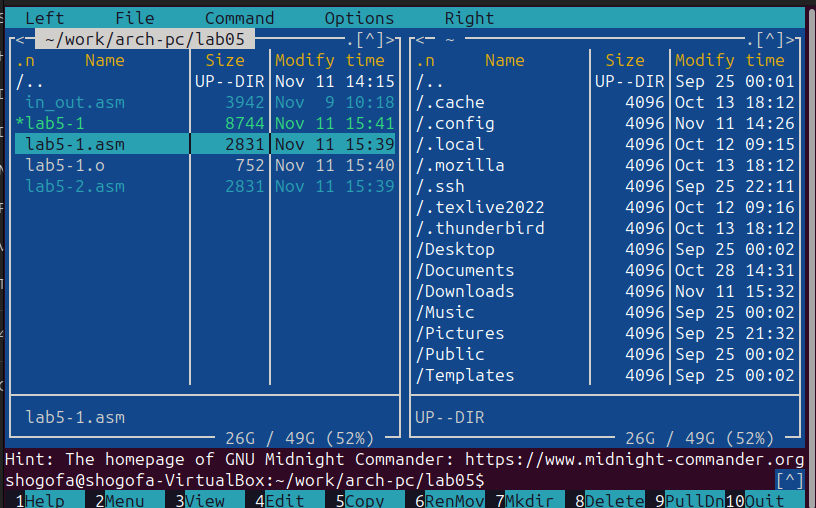 Left File Command Options Right
<- ~/work/arch-pc/lab05 .[^]> <- ~ .[^]>
.n Name Size Modify time .n Name Size Modify time
/.. UP--DIR Nov 11 14:15 /.. UP--DIR Sep 25 00:01
in_out.asm 3942 Nov 9 10:18 /.cache 4096 Oct 13 18:12
*lab5-1 8744 Nov 11 15:41 /.config 4096 Nov 11 14:26
lab5-1.asm 2831 Nov 11 15:39 /.local 4096 Oct 12 09:15
lab5-1.o 752 Nov 11 15:40 /.mozilla 4096 Oct 13 18:12
lab5-2.asm 2831 Nov 11 15:39 /.ssh 4096 Sep 25 22:11
/.texlive2022 4096 Oct 12 09:16
/.thunderbird 4096 Oct 13 18:12
/Desktop 4096 Sep 25 00:02
/Documents 4096 Oct 28 14:31
/Downloads 4096 Nov 11 15:32
/Music 4096 Sep 25 00:02
/Pictures 4096 Sep 25 21:32
/Public 4096 Sep 25 00:02
/Templates 4096 Sep 25 00:02
lab5-1.asm UP--DIR
26G / 49G (52%) 26G / 49G (52%)
Hint: The homepage of GNU Midnight Commander: https://www.midnight-commander.org
shogofa@shogofa-VirtualBox:~/work/arch-pc/lab05$ [^]
1Help 2Menu 3View 4Edit 5Copy 6RenMov 7Mkdir 8Delete 9PullDn 10Quit